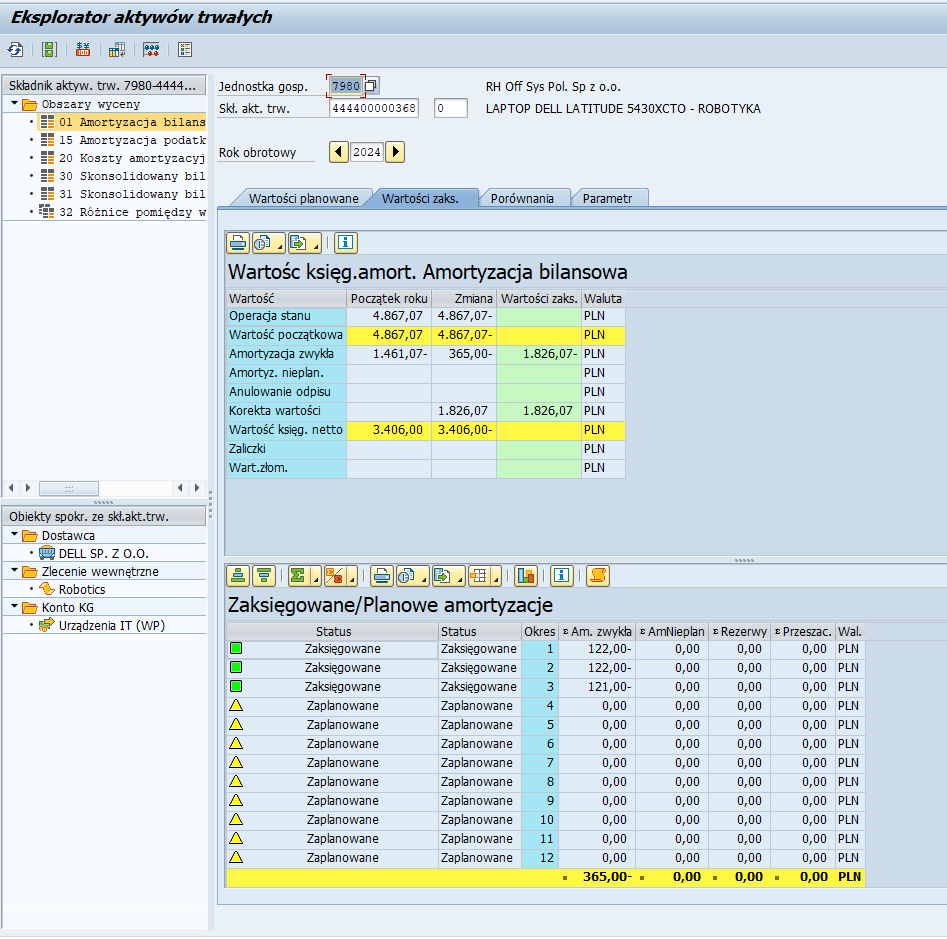 Eksplorator aktywów trwałych
Składnik aktyw. trw. 7980-4444...
Obszary wyceny
01 Amortyzacja bilans
15 Amortyzacja podatk
20 Koszty amortyzacyj
30 Skonsolidowany bil
31 Skonsolidowany bil
32 Różnice pomiędzy w
Obiekty spokr. ze skł.akt.trw.
Dostawca
DELL SP. Z O.O.
Zlecenie wewnętrzne
Robotics
Konto KG
Urządzenia IT (WP)
Jednostka gosp. 7980 RH Off Sys Pol. Sp z o.o.
Skł. akt. trw. 444400000368 0 LAPTOP DELL LATITUDE 5430XCTO - ROBOTYKA
Rok obrotowy 2024
Wartości planowane Wartości zaks. Porównania Parametr
Wartośc księg.amort. Amortyzacja bilansowa
Wartość Początek roku Zmiana Wartości zaks. Waluta
Operacja stanu 4.867,07 4.867,07- PLN
Wartość początkowa 4.867,07 4.867,07- PLN
Amortyzacja zwykła 1.461,07- 365,00- 1.826,07- PLN
Amortyz. nieplan. PLN
Anulowanie odpisu PLN
Korekta wartości 1.826,07 1.826,07 PLN
Wartość księg. netto 3.406,00 3.406,00- PLN
Zaliczki PLN
Wart.złom. PLN
Zaksięgowane/Planowe amortyzacje
Status Status Okres Σ Am. zwykła Σ AmNieplan Σ Rezerwy Σ Przeszac. Wal.
Zaksięgowane Zaksięgowane 1 122,00- 0,00 0,00 0,00 PLN
Zaksięgowane Zaksięgowane 2 122,00- 0,00 0,00 0,00 PLN
Zaksięgowane Zaksięgowane 3 121,00- 0,00 0,00 0,00 PLN
Zaplanowane Zaplanowane 4 0,00 0,00 0,00 0,00 PLN
Zaplanowane Zaplanowane 5 0,00 0,00 0,00 0,00 PLN
Zaplanowane Zaplanowane 6 0,00 0,00 0,00 0,00 PLN
Zaplanowane Zaplanowane 7 0,00 0,00 0,00 0,00 PLN
Zaplanowane Zaplanowane 8 0,00 0,00 0,00 0,00 PLN
Zaplanowane Zaplanowane 9 0,00 0,00 0,00 0,00 PLN
Zaplanowane Zaplanowane 10 0,00 0,00 0,00 0,00 PLN
Zaplanowane Zaplanowane 11 0,00 0,00 0,00 0,00 PLN
Zaplanowane Zaplanowane 12 0,00 0,00 0,00 0,00 PLN
365,00- 0,00 0,00 0,00 PLN